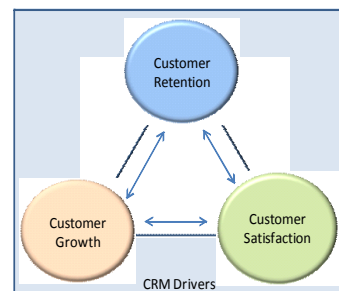 Customer
Retention
Customer
Growth
Customer
Satisfaction
CRM Drivers